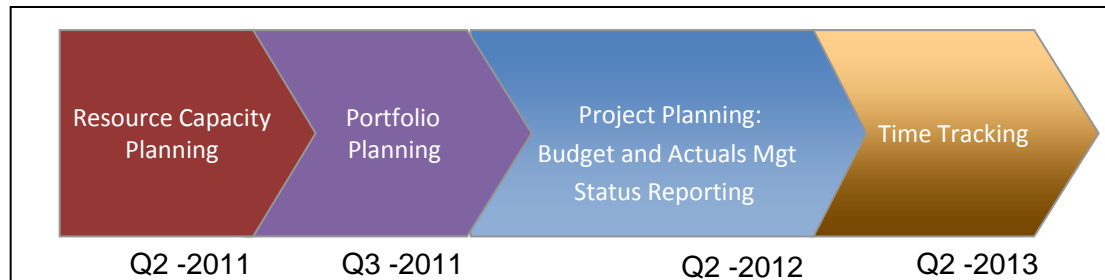 Resource Capacity
Planning
Portfolio
Planning
Project Planning:
Budget and Actuals Mgt
Status Reporting
Time Tracking
Q2 -2011
Q3 -2011
Q2 -2012
Q2 -2013